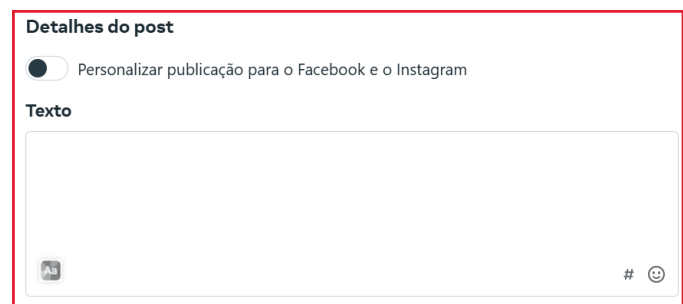 Detalhes do post
Personalizar publicação para o Facebook e o Instagram
Texto
Aa
#